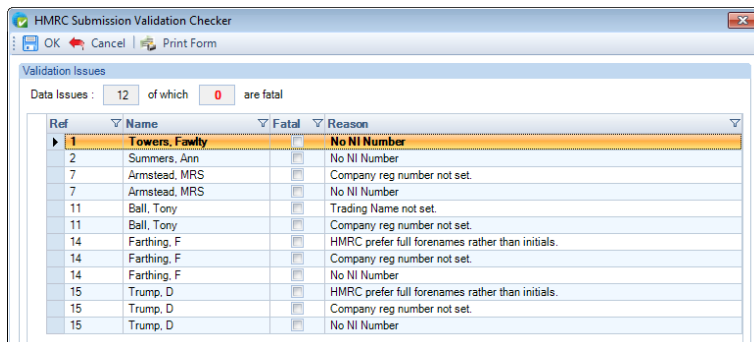 HMRC Submission Validation Checker
OK Cancel Print Form
Validation Issues
Data Issues : 12 of which 0 are fatal
Ref Name Fatal Reason
1 Towers, Fawlty No NI Number
2 Summers, Ann No NI Number
7 Armstead, MRS Company reg number not set.
7 Armstead, MRS No NI Number
11 Ball, Tony Trading Name not set.
11 Ball, Tony Company reg number not set.
14 Farthing, F HMRC prefer full forenames rather than initials.
14 Farthing, F Company reg number not set.
14 Farthing, F No NI Number
15 Trump, D HMRC prefer full forenames rather than initials.
15 Trump, D Company reg number not set.
15 Trump, D No NI Number